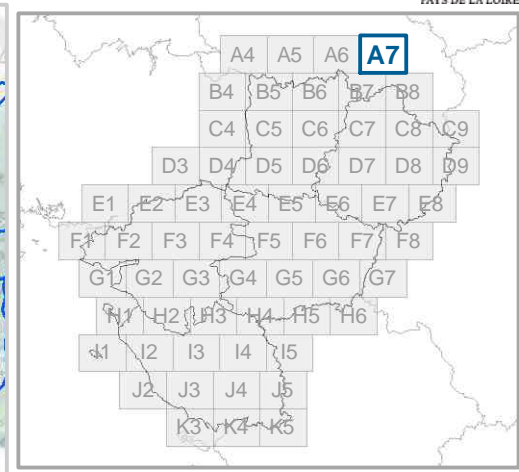 PAYS DE LA LOIRE
A4 A5 A6 A7
B4 B5 B6 B7 B8
C4 C5 C6 C7 C8 C9
D3 D4 D5 D6 D7 D8 D9
E1 E2 E3 E4 E5 E6 E7 E8
F1 F2 F3 F4 F5 F6 F7 F8
G1 G2 G3 G4 G5 G6 G7
H1 H2 H3 H4 H5 H6
I1 I2 I3 I4 I5
J2 J3 J4 J5
K3 K4 K5